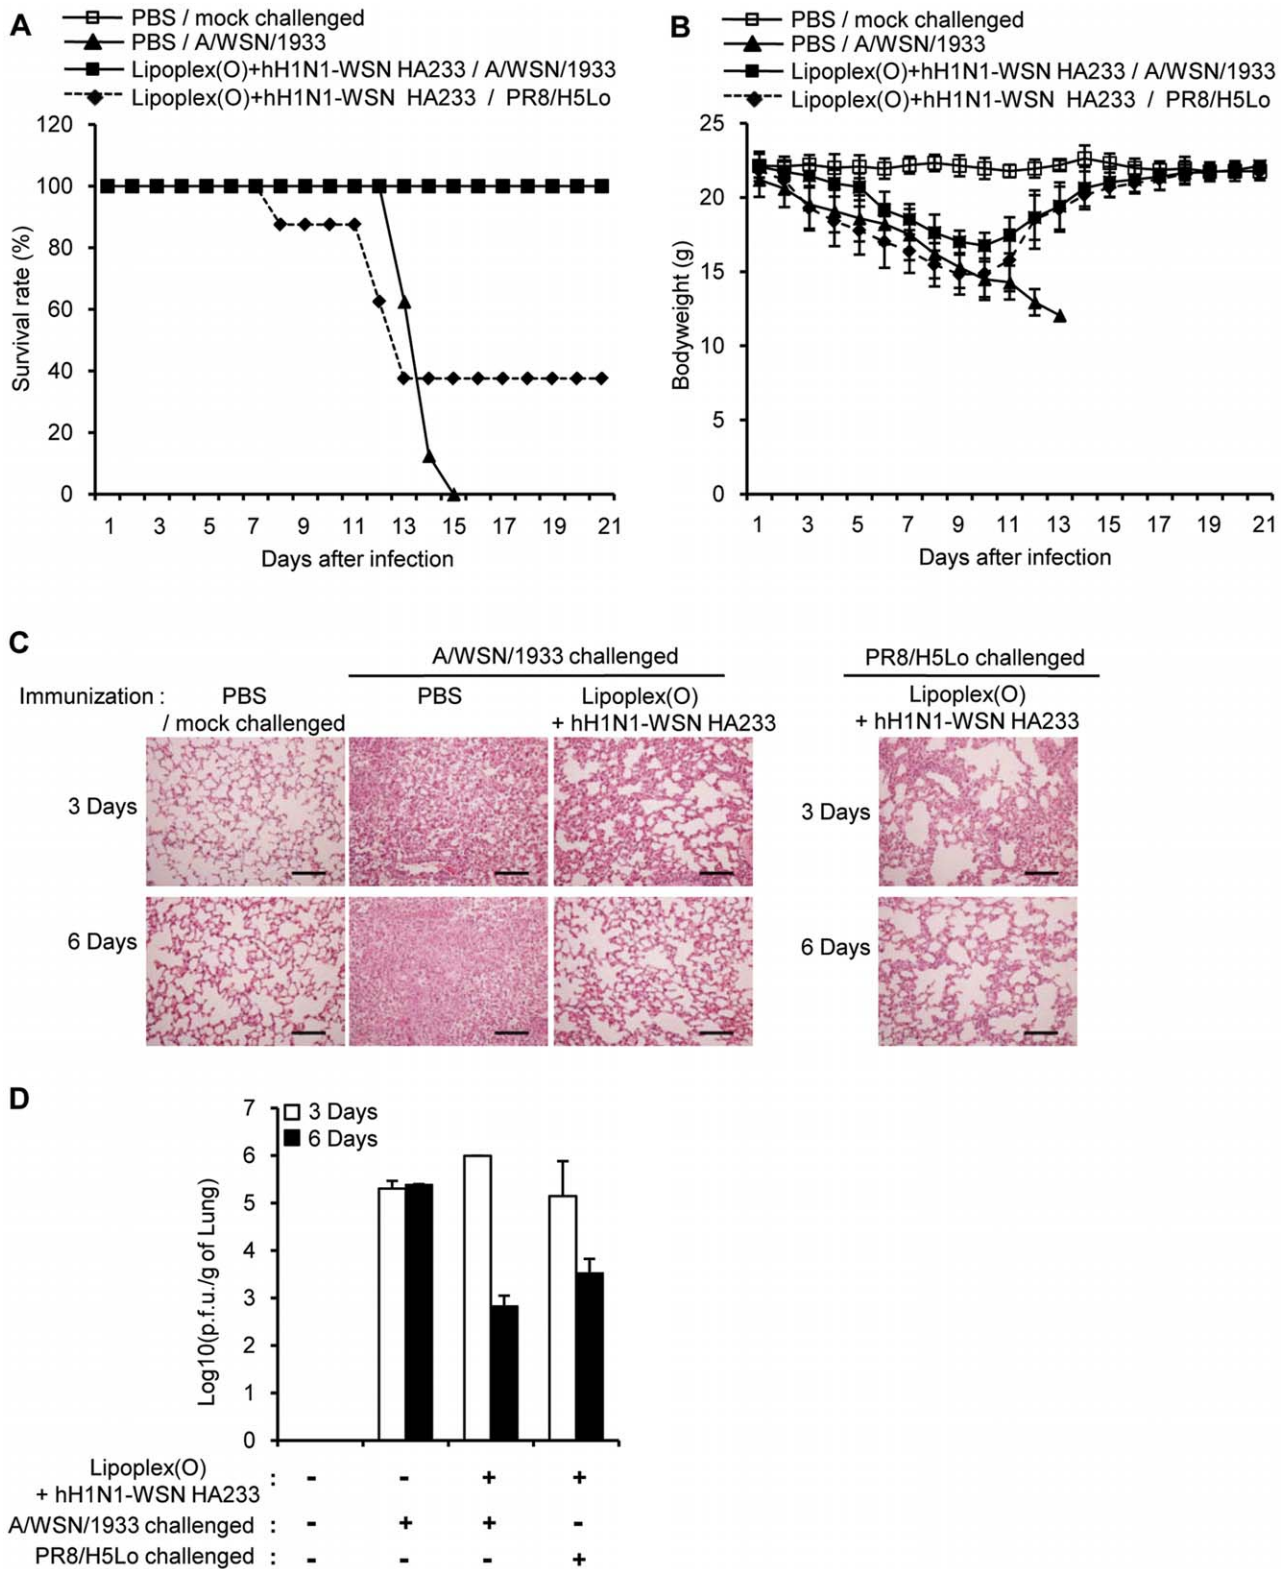 A
PBS / mock challenged
PBS / A/WSN/1933
Lipoplex(O)+hH1N1-WSN HA233 / A/WSN/1933
Lipoplex(O)+hH1N1-WSN HA233 / PR8/H5Lo
120
100
80
60
40
20
0
Survival rate (%)
1 3 5 7 9 11 13 15 17 19 21
Days after infection
B
PBS / mock challenged
PBS / A/WSN/1933
Lipoplex(O)+hH1N1-WSN HA233 / A/WSN/1933
Lipoplex(O)+hH1N1-WSN HA233 / PR8/H5Lo
25
20
15
10
5
0
Bodyweight (g)
1 3 5 7 9 11 13 15 17 19 21
Days after infection
C
A/WSN/1933 challenged
PR8/H5Lo challenged
Immunization :
PBS
/ mock challenged
PBS
Lipoplex(O)
+ hH1N1-WSN HA233
Lipoplex(O)
+ hH1N1-WSN HA233
3 Days
3 Days
6 Days
6 Days
D
3 Days
6 Days
7
6
5
4
3
2
1
0
Log10(p.f.u./g of Lung)
Lipoplex(O)
+ hH1N1-WSN HA233 : - - + +
A/WSN/1933 challenged : - + + -
PR8/H5Lo challenged : - - - +